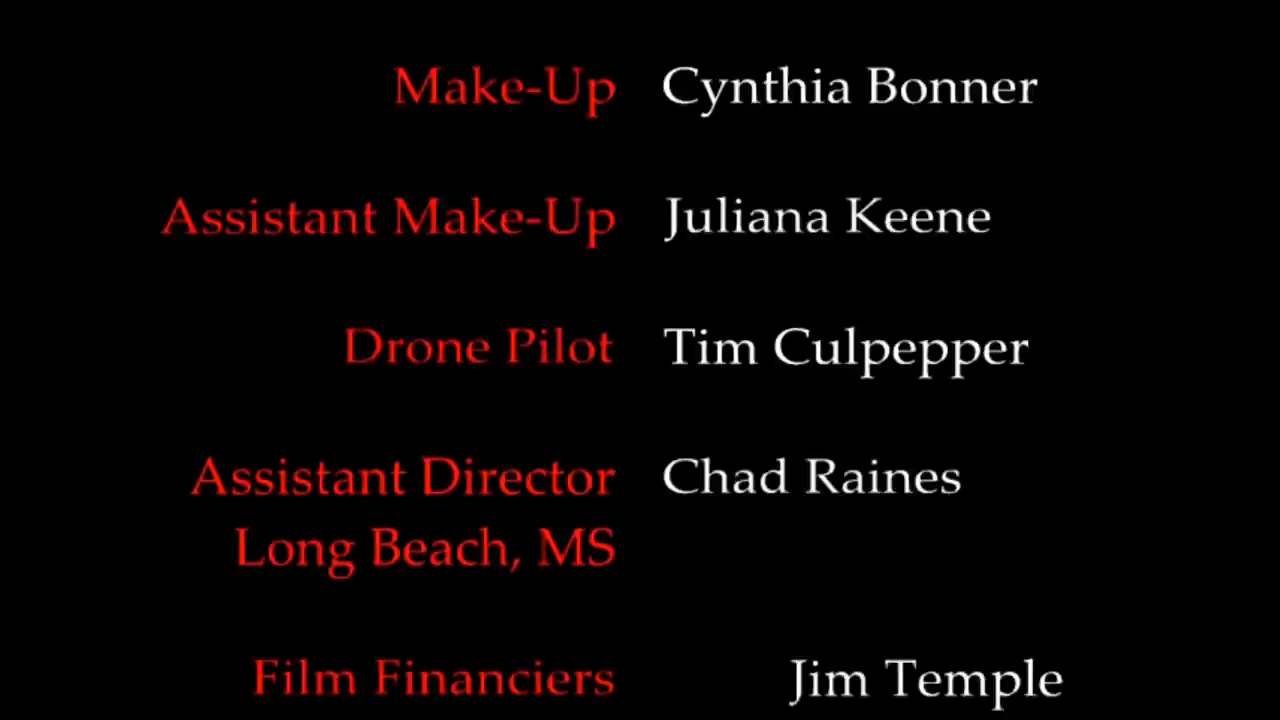 Make-Up Cynthia Bonner
Assistant Make-Up Juliana Keene
Drone Pilot Tim Culpepper
Assistant Director Chad Raines
Long Beach, MS
Film Financiers Jim Temple